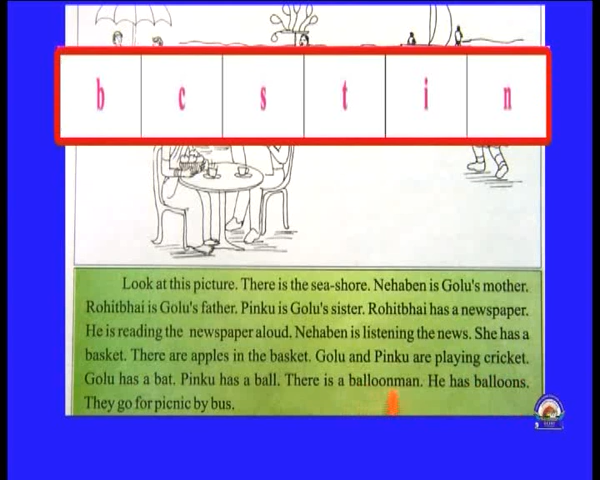 b c s t i n
Look at this picture. There is the sea-shore. Nehaben is Golu's mother.
Rohitbhai is Golu's father. Pinku is Golu's sister. Rohitbhai has a newspaper.
He is reading the newspaper aloud. Nehaben is listening the news. She has a
basket. There are apples in the basket. Golu and Pinku are playing cricket.
Golu has a bat. Pinku has a ball. There is a balloonman. He has balloons.
They go for picnic by bus.